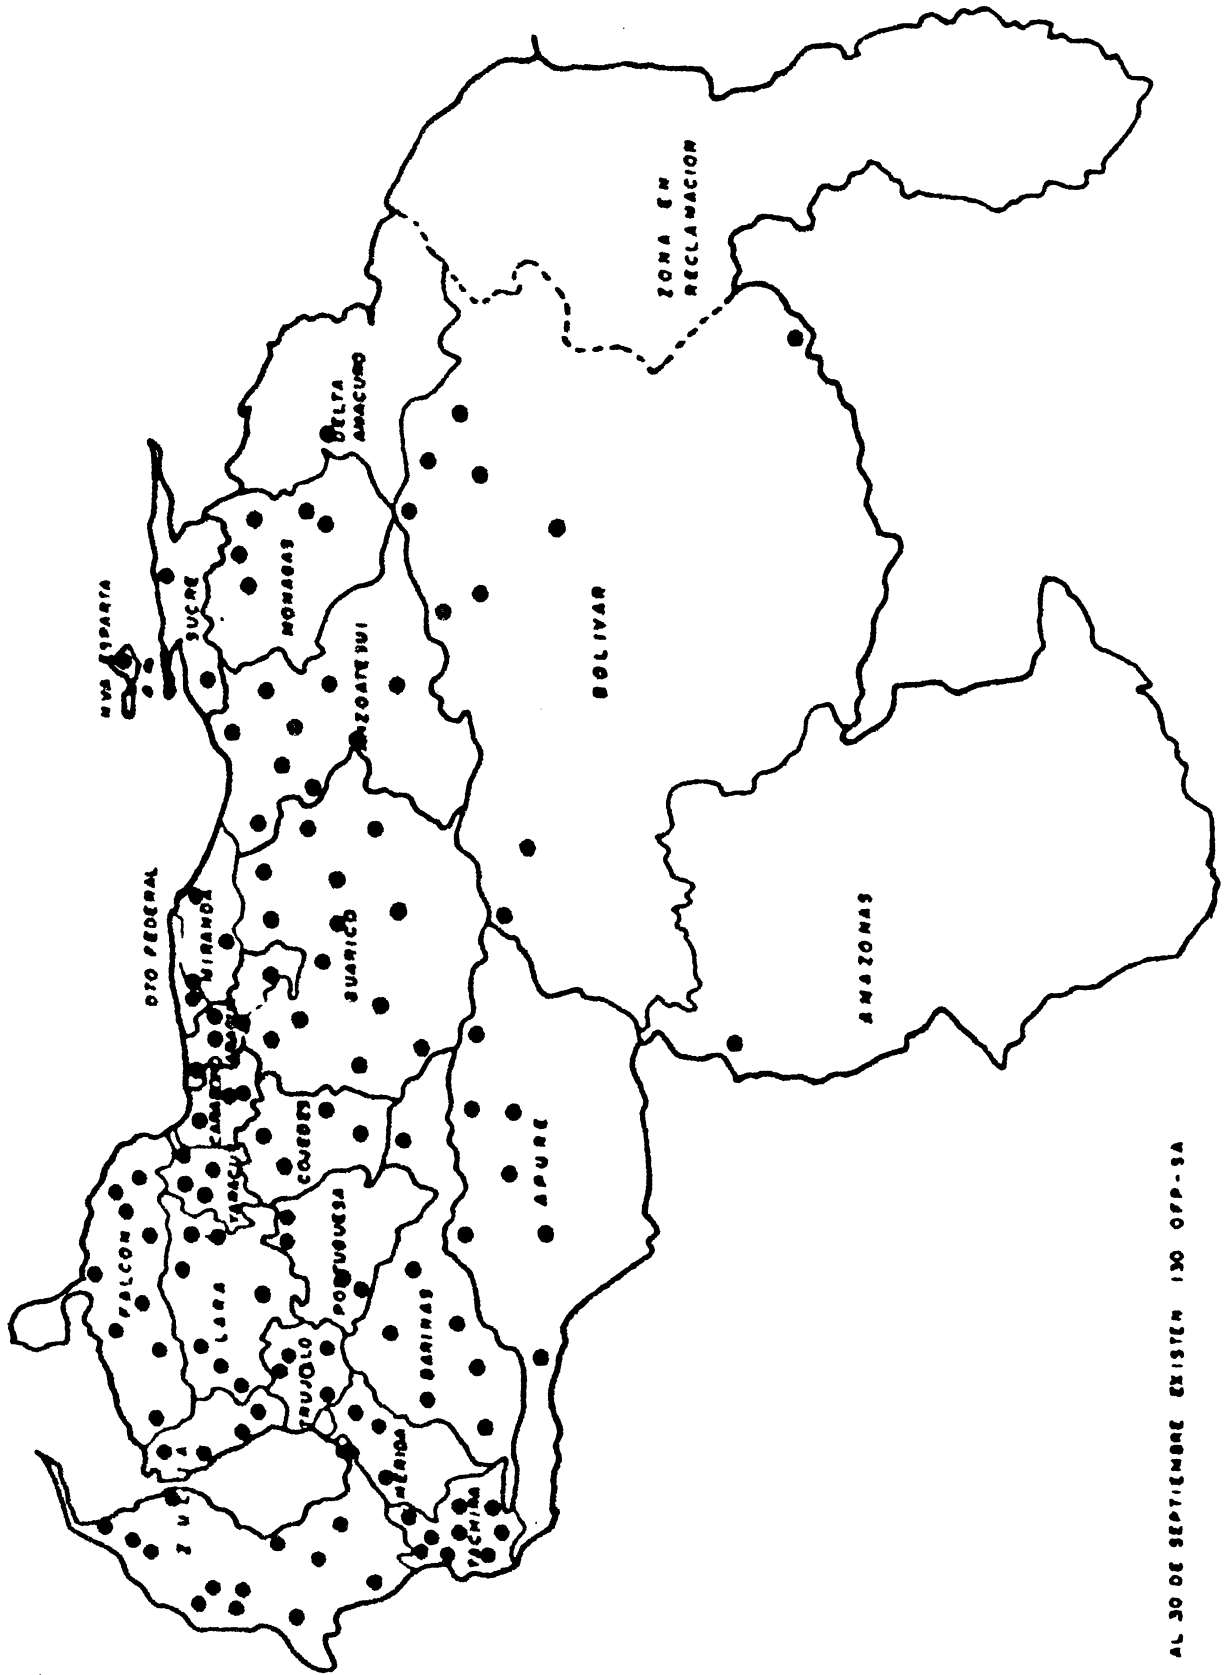 NVA ESPARTA
DTO FEDERAL
SUCRE
DELTA
AMACURO
MONAGAS
ANZOATEGUI
MIRANDA
ARAGUA
CARABOBO
GUARICO
COJEDES
YARACUY
FALCON
LARA
PORTUGUESA
TRUJILLO
ZULIA
MERIDA
TACHIRA
BARINAS
APURE
BOLIVAR
AMAZONAS
ZONA EN
RECLAMACION
AL 30 DE SEPTIEMBRE EXISTEN 130 OFP-SA